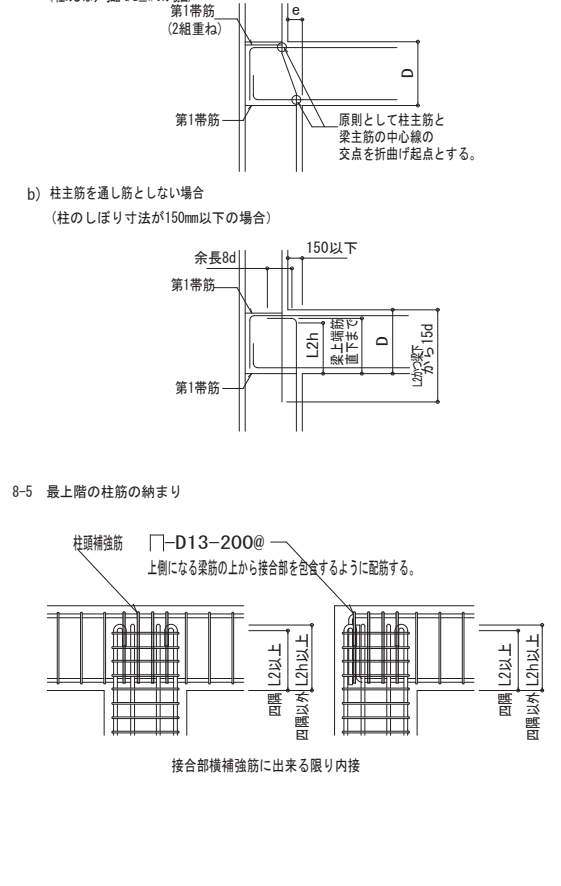 第1帯筋
(2組重ね)
e
D
第1帯筋
原則として柱主筋と
梁主筋の中心線の
交点を折曲げ起点とする。
b) 柱主筋を通し筋としない場合
(柱のしぼり寸法が150mm以下の場合)
150以下
余長8d
第1帯筋
L2h
梁上端筋
直下まで
D
L2かつ梁下
から15d
第1帯筋
8-5 最上階の柱筋の納まり
柱頭補強筋
-D13-200@
上側になる梁筋の上から接合部を包含するように配筋する。
四隅 L2以上
四隅以外 L2h以上
四隅 L2以上
四隅以外 L2h以上
接合部横補強筋に出来る限り内接